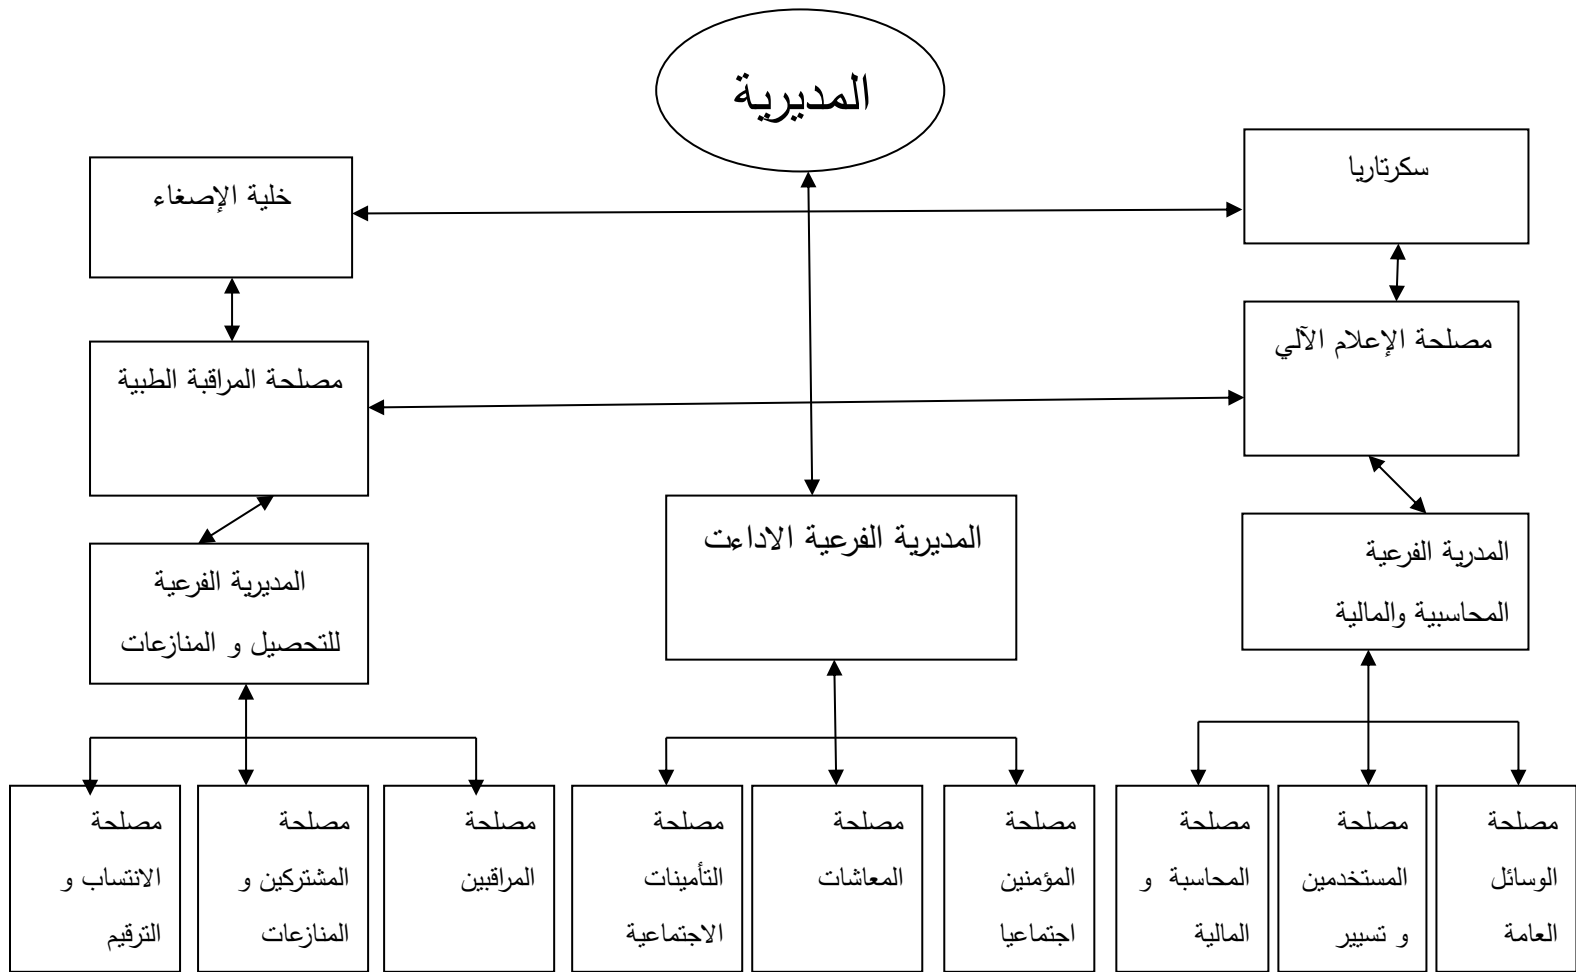 المديرية
سكرتاريا
خلية الإصغاء
مصلحة الإعلام الآلي
مصلحة المراقبة الطبية
المدرية الفرعية
المحاسبية والمالية
المديرية الفرعية الاداءت
المديرية الفرعية
للتحصيل و المنازعات
مصلحة
الوسائل
العامة
مصلحة
المستخدمين
و تسيير
مصلحة
المحاسبة و
المالية
مصلحة
المؤمنين
اجتماعيا
مصلحة
المعاشات
مصلحة
التأمينات
الاجتماعية
مصلحة
المراقبين
مصلحة
المشتركين و
المنازعات
مصلحة
الانتساب و
الترقيم